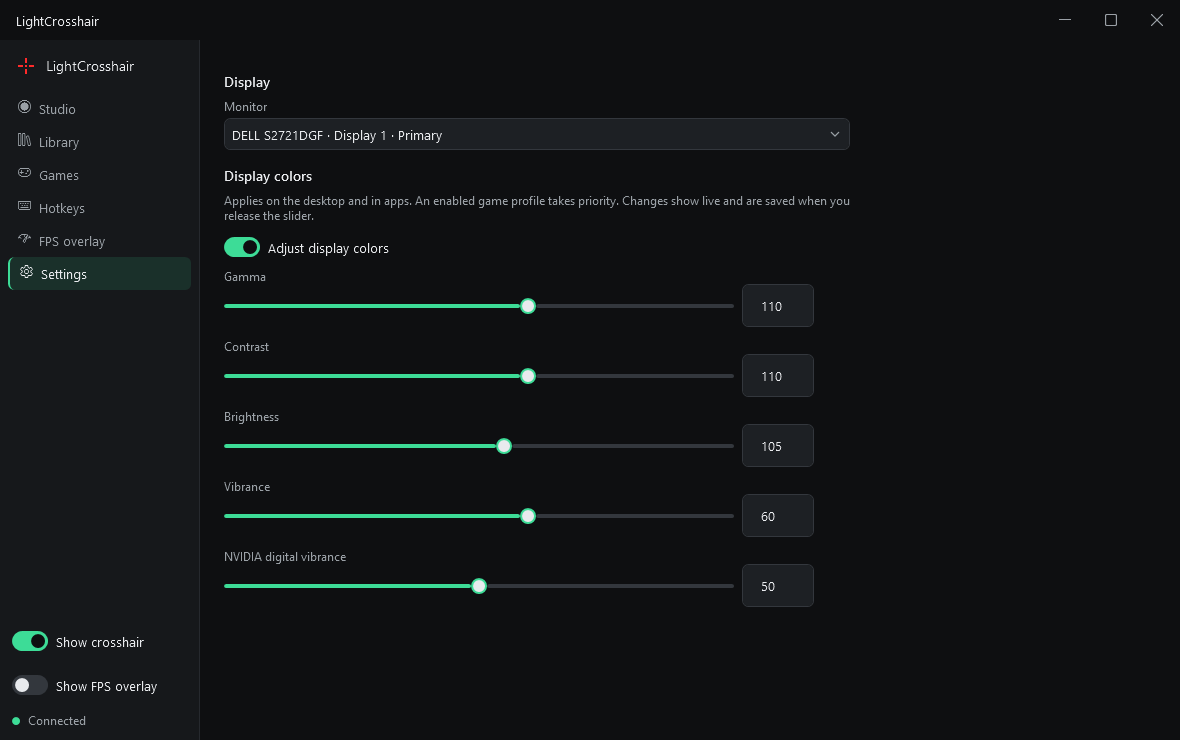 LightCrosshair
LightCrosshair
Studio
Library
Games
Hotkeys
FPS overlay
Settings
Show crosshair
Show FPS overlay
Connected
Display
Monitor
DELL S2721DGF · Display 1 · Primary
Display colors
Applies on the desktop and in apps. An enabled game profile takes priority. Changes show live and are saved when you
release the slider.
Adjust display colors
Gamma
110
Contrast
110
Brightness
105
Vibrance
60
NVIDIA digital vibrance
50